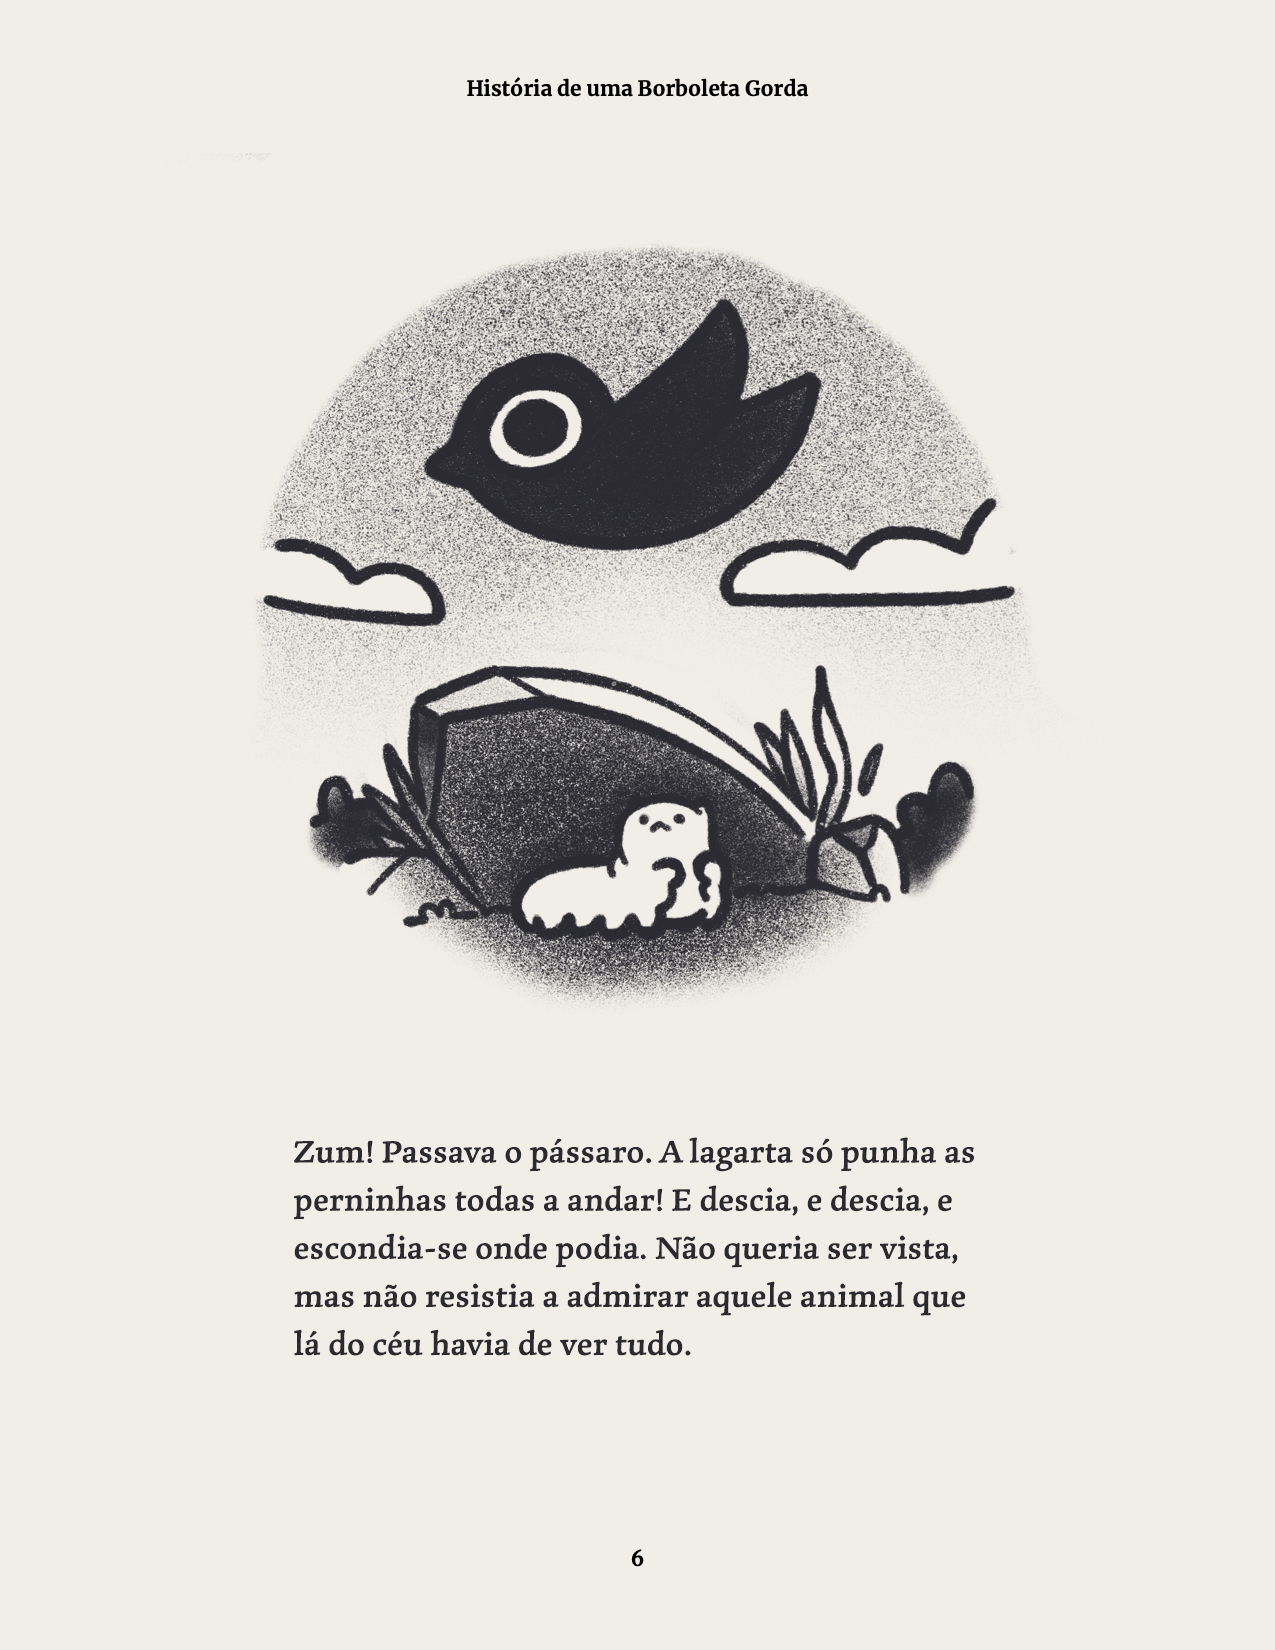 História de uma Borboleta Gorda
Zum! Passava o pássaro. A lagarta só punha as
perninhas todas a andar! E descia, e descia, e
escondia-se onde podia. Não queria ser vista,
mas não resistia a admirar aquele animal que
lá do céu havia de ver tudo.
6